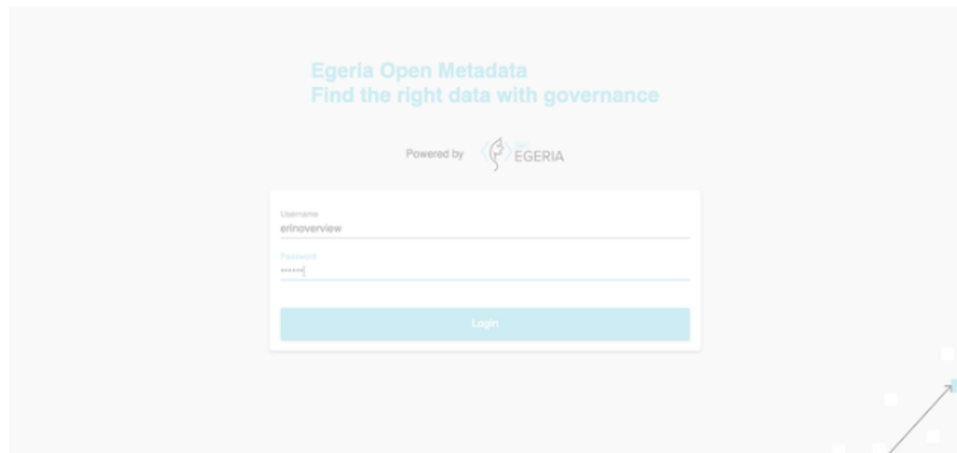 Egeria Open Metadata
Find the right data with governance
Powered by EGERIA
Username
erinoverview
Password
••••••
Login